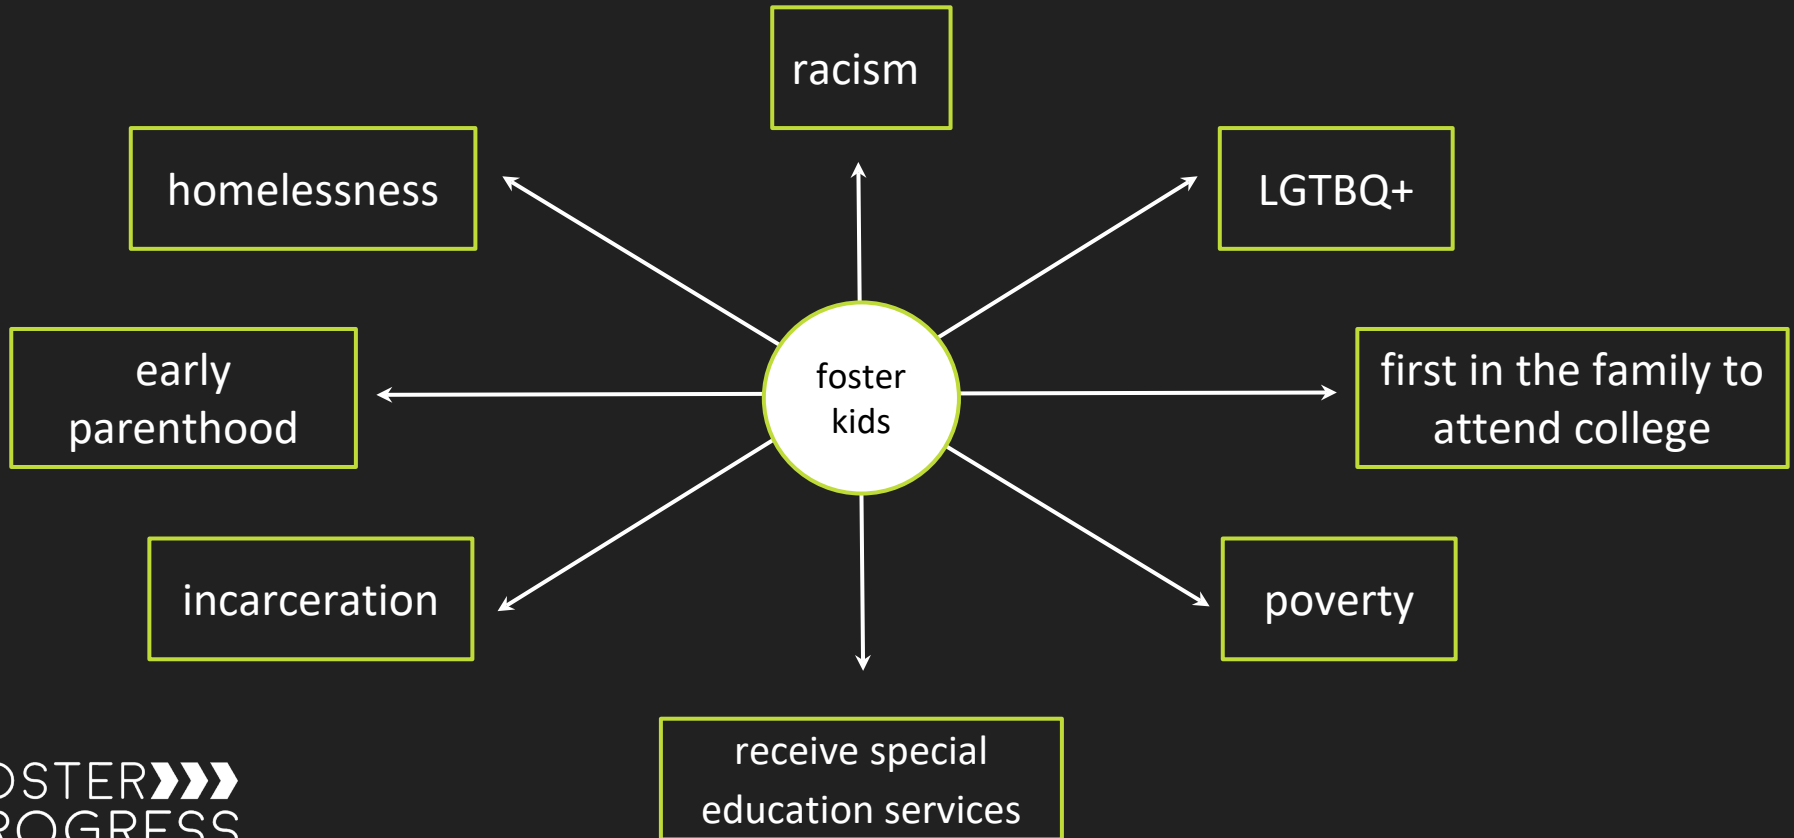 racism
homelessness
LGTBQ+
early
parenthood
foster
kids
first in the family to
attend college
incarceration
poverty
receive special
education services
OSTER
ROGRESS